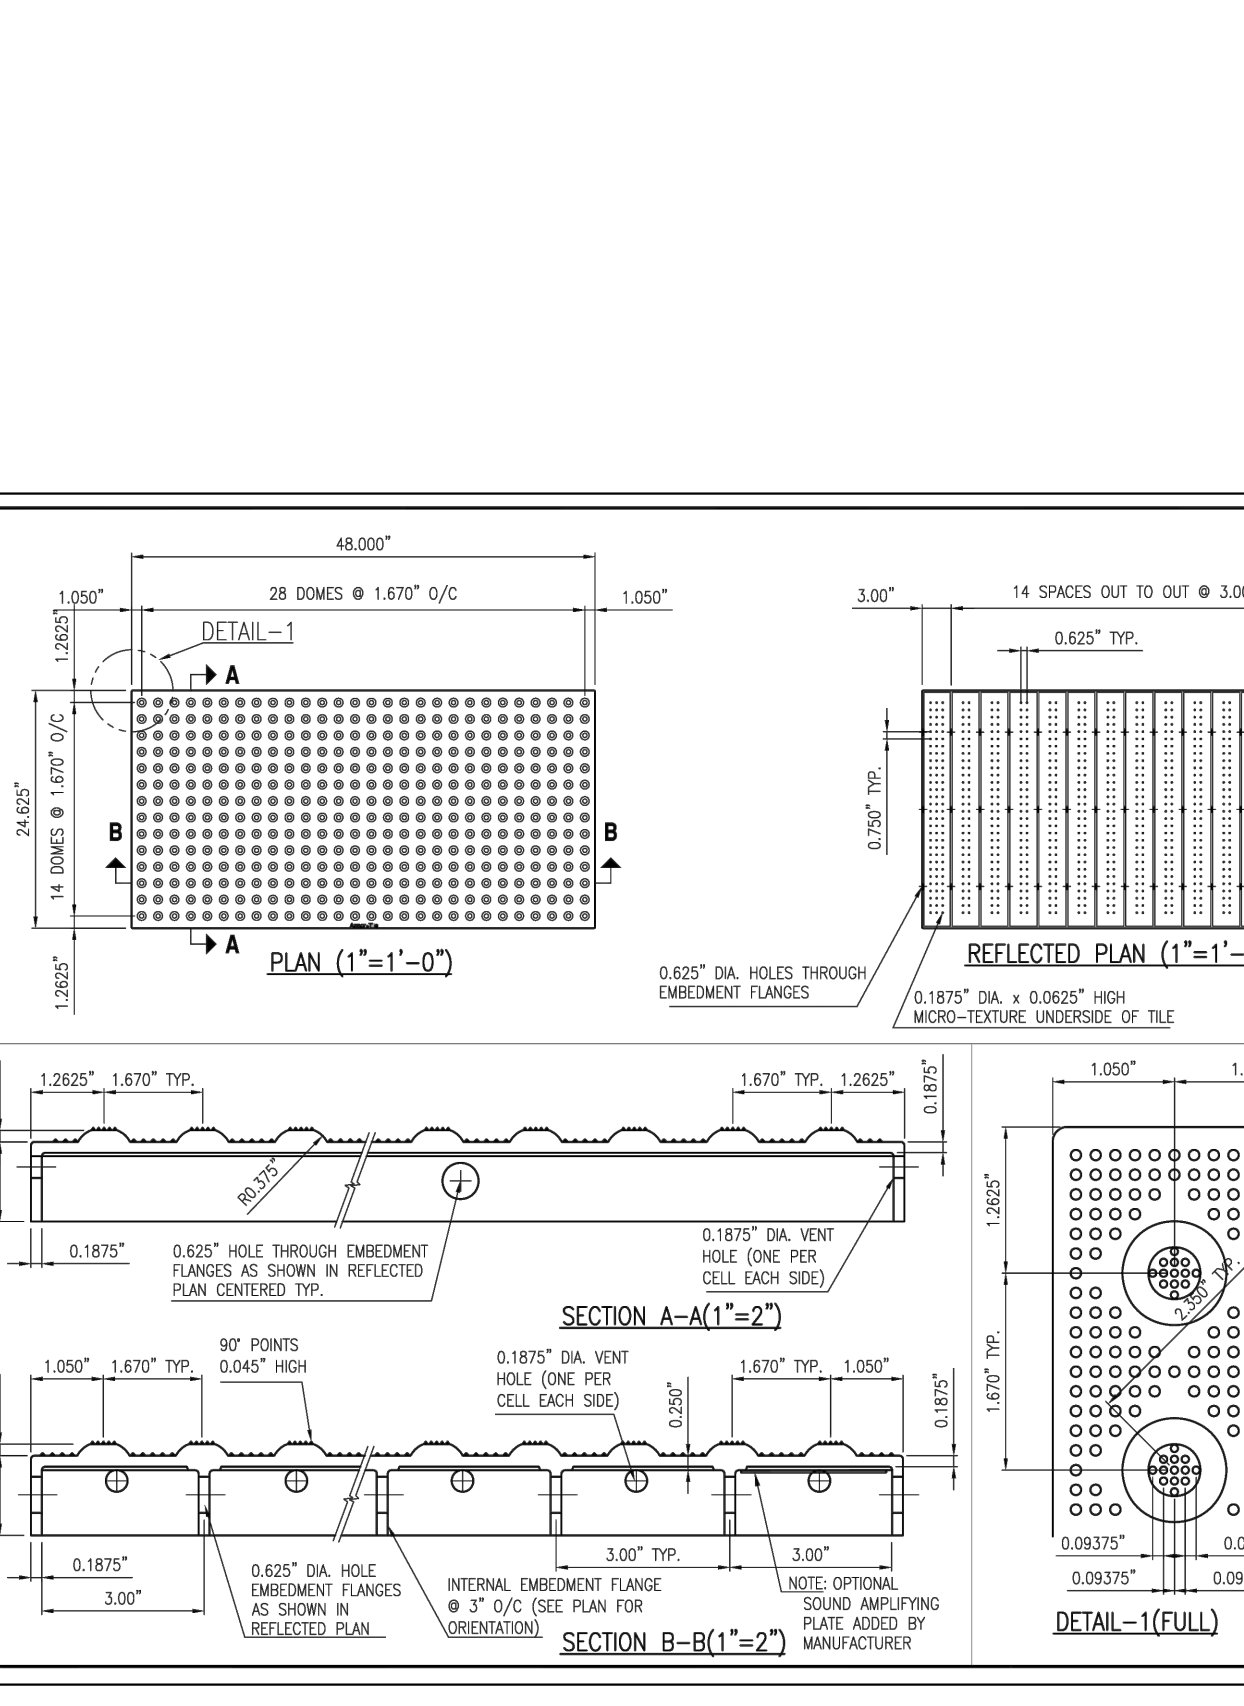 48.000"
1.050"
28 DOMES @ 1.670" O/C
1.050"
1.2625"
DETAIL-1
A
24.625"
14 DOMES @ 1.670" O/C
B
B
A
1.2625"
PLAN (1"=1'-0")
3.00"
14 SPACES OUT TO OUT @ 3.0
0.625" TYP.
0.750" TYP.
0.625" DIA. HOLES THROUGH
EMBEDMENT FLANGES
REFLECTED PLAN (1"=1'-
0.1875" DIA. x 0.0625" HIGH
MICRO-TEXTURE UNDERSIDE OF TILE
1.2625"
1.670" TYP.
1.670" TYP.
1.2625"
0.1875"
R0.375"
0.1875"
0.625" HOLE THROUGH EMBEDMENT
FLANGES AS SHOWN IN REFLECTED
PLAN CENTERED TYP.
0.1875" DIA. VENT
HOLE (ONE PER
CELL EACH SIDE)
SECTION A-A(1"=2")
90° POINTS
0.045" HIGH
1.050"
1.670" TYP.
0.1875" DIA. VENT
HOLE (ONE PER
CELL EACH SIDE)
0.250"
1.670" TYP.
1.050"
0.1875"
0.1875"
3.00"
0.625" DIA. HOLE
EMBEDMENT FLANGES
AS SHOWN IN
REFLECTED PLAN
INTERNAL EMBEDMENT FLANGE
@ 3" O/C (SEE PLAN FOR
ORIENTATION)
3.00" TYP.
3.00"
NOTE: OPTIONAL
SOUND AMPLIFYING
PLATE ADDED BY
MANUFACTURER
SECTION B-B(1"=2")
1.050"
1.
1.2625"
2.350" TYP.
1.670" TYP.
0.09375"
0.0
0.09375"
0.09
DETAIL-1(FULL)